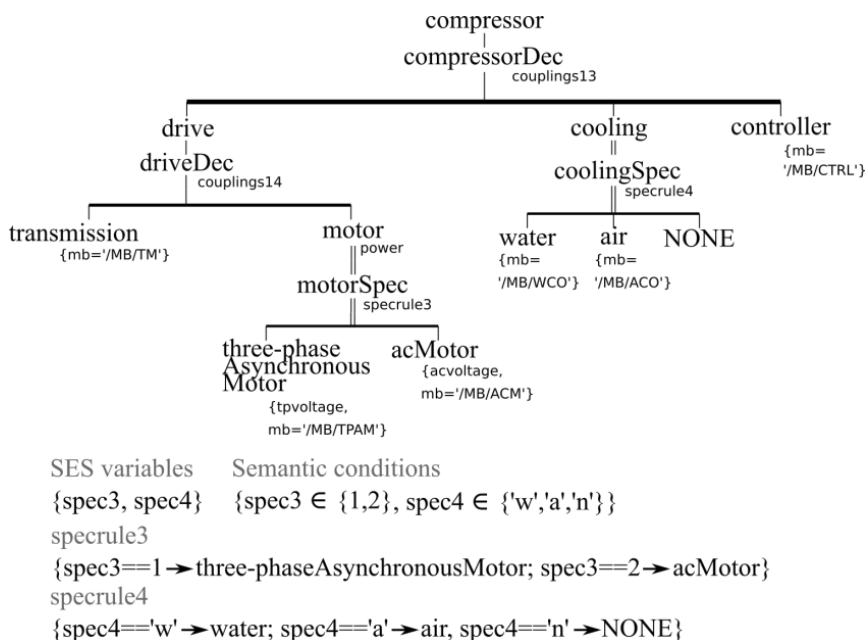 compressor
compressorDec
couplings13
drive
cooling
controller
{mb=
'/MB/CTRL'}
driveDec
couplings14
coolingSpec
specrule4
transmission
{mb='/MB/TM'}
motor
power
water
{mb=
'/MB/WCO'}
air
{mb=
'/MB/ACO'}
NONE
motorSpec
specrule3
three-phase
Asynchronous
Motor
{tpvoltage,
mb='/MB/TPAM'}
acMotor
{acvoltage,
mb='/MB/ACM'}
SES variables Semantic conditions
{spec3, spec4} {spec3 ∈ {1,2}, spec4 ∈ {'w','a','n'}}
specrule3
{spec3==1→three-phaseAsynchronousMotor; spec3==2→acMotor}
specrule4
{spec4=='w'→water; spec4=='a'→air, spec4=='n'→NONE}